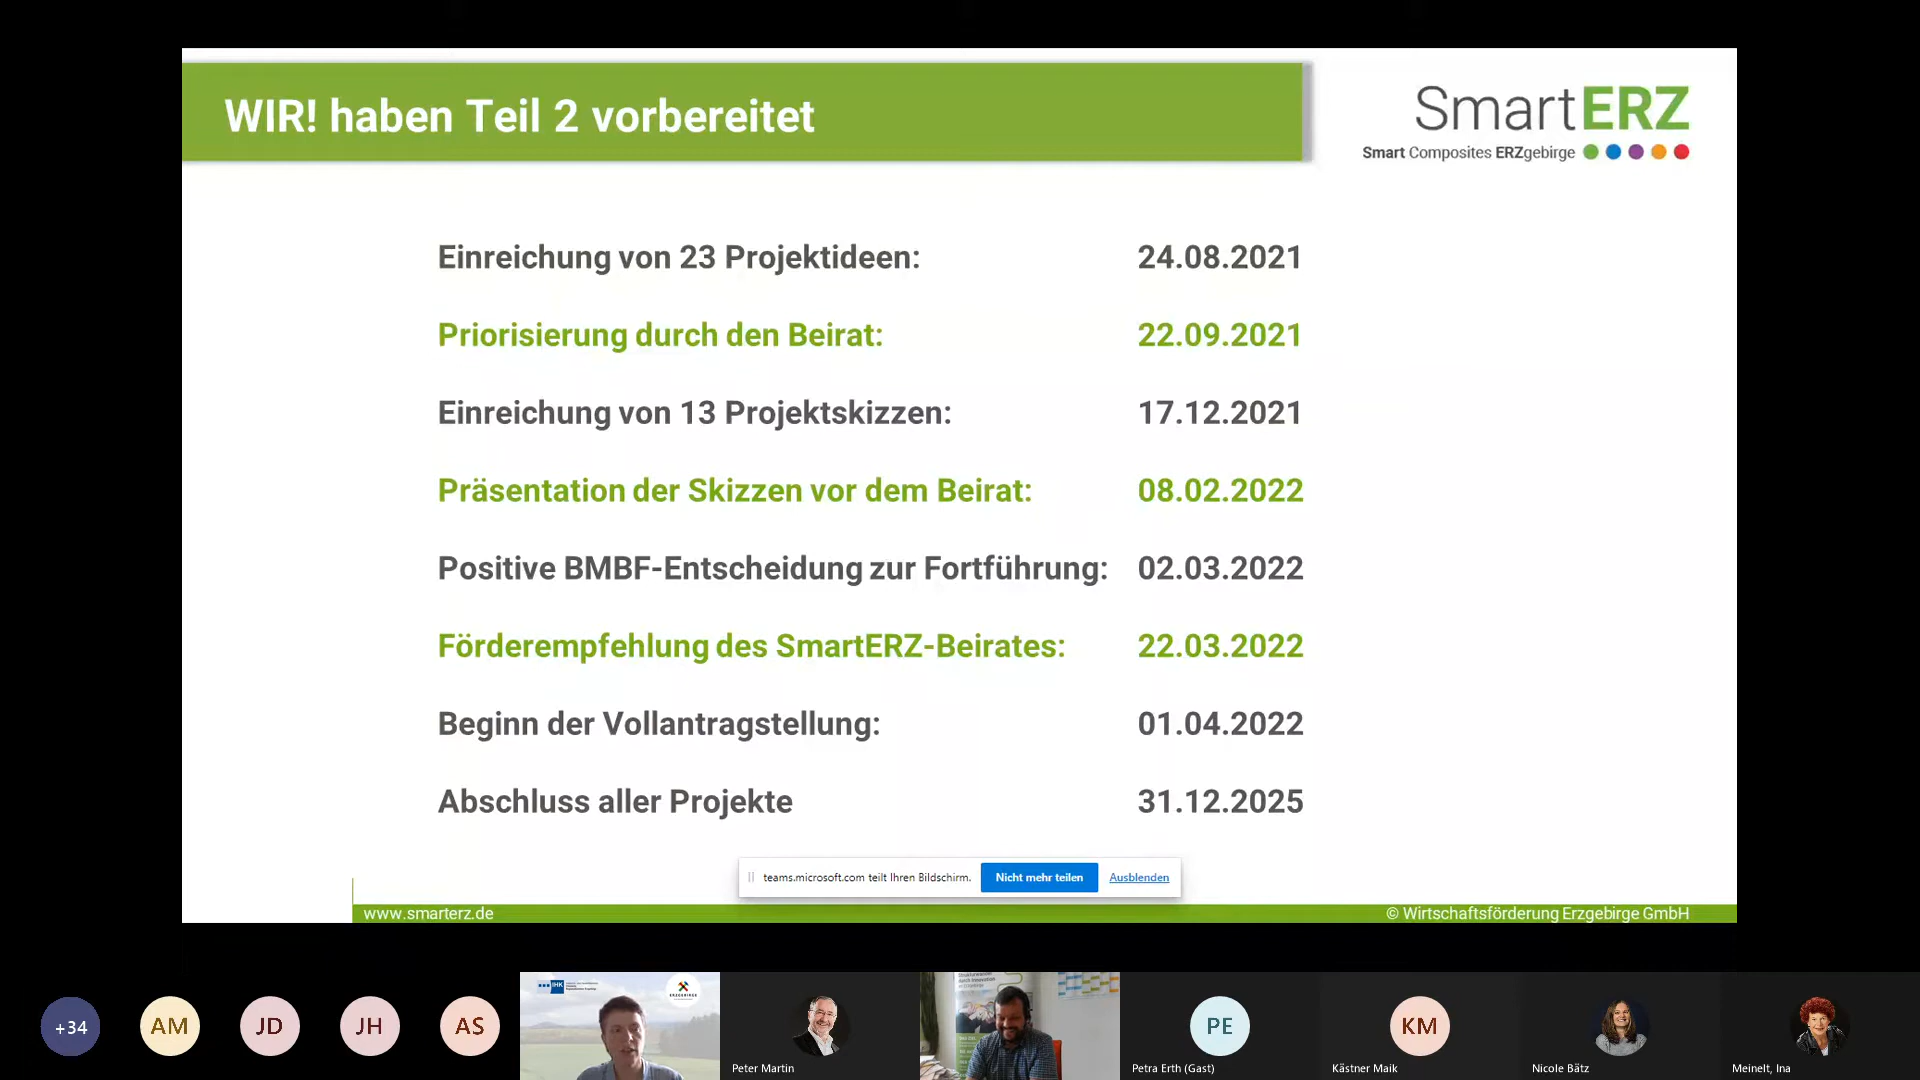 WIR! haben Teil 2 vorbereitet
SmartERZ
Smart Composites ERZgebirge
Einreichung von 23 Projektideen: 24.08.2021
Priorisierung durch den Beirat: 22.09.2021
Einreichung von 13 Projektskizzen: 17.12.2021
Präsentation der Skizzen vor dem Beirat: 08.02.2022
Positive BMBF-Entscheidung zur Fortführung: 02.03.2022
Förderempfehlung des SmartERZ-Beirates: 22.03.2022
Beginn der Vollantragstellung: 01.04.2022
Abschluss aller Projekte 31.12.2025
teams.microsoft.com teilt Ihren Bildschirm. Nicht mehr teilen Ausblenden
www.smarterz.de © Wirtschaftsförderung Erzgebirge GmbH
+34 AM JD JH AS PE KM
IHK
ERZGEBIRGE
Peter Martin Petra Erth (Gast) Kästner Maik Nicole Bätz Meinelt, Ina